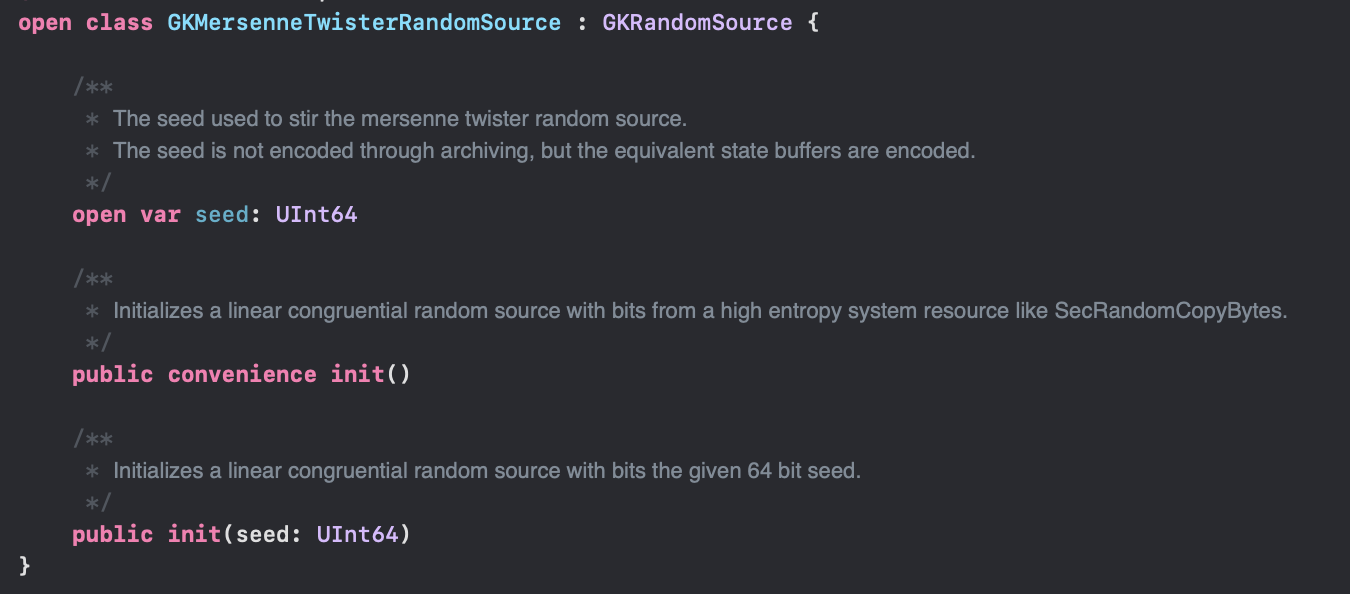 open class GKMersenneTwisterRandomSource : GKRandomSource {
/**
* The seed used to stir the mersenne twister random source.
* The seed is not encoded through archiving, but the equivalent state buffers are encoded.
*/
open var seed: UInt64
/**
* Initializes a linear congruential random source with bits from a high entropy system resource like SecRandomCopyBytes.
*/
public convenience init()
/**
* Initializes a linear congruential random source with bits the given 64 bit seed.
*/
public init(seed: UInt64)
}